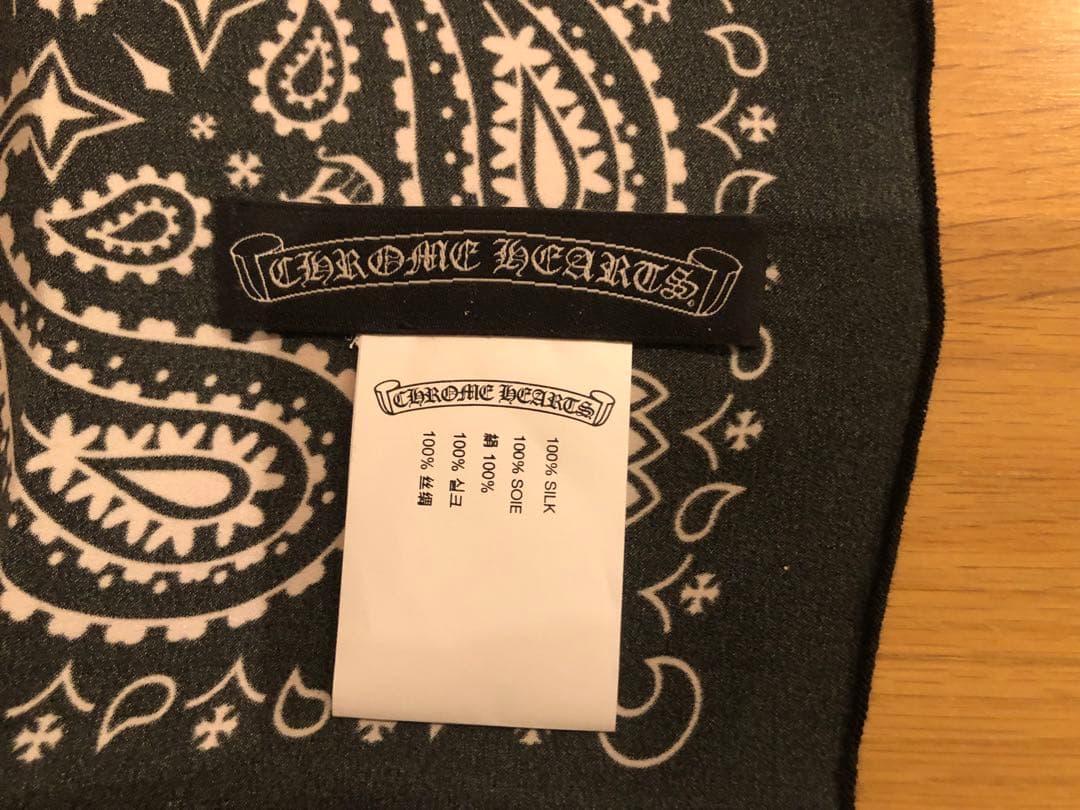 CHROME HEARTS
CHROME HEARTS
100% SILK
100% SOIE
絹 100%
100% 실크
100% 丝绸